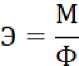 Э = М / Ф